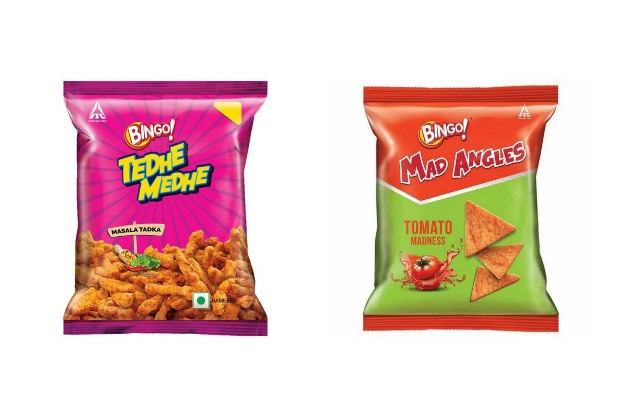 BINGO!
TEDHE
MEDHE
MASALA TADKA
BINGO!
MAD ANGLES
TOMATO
MADNESS